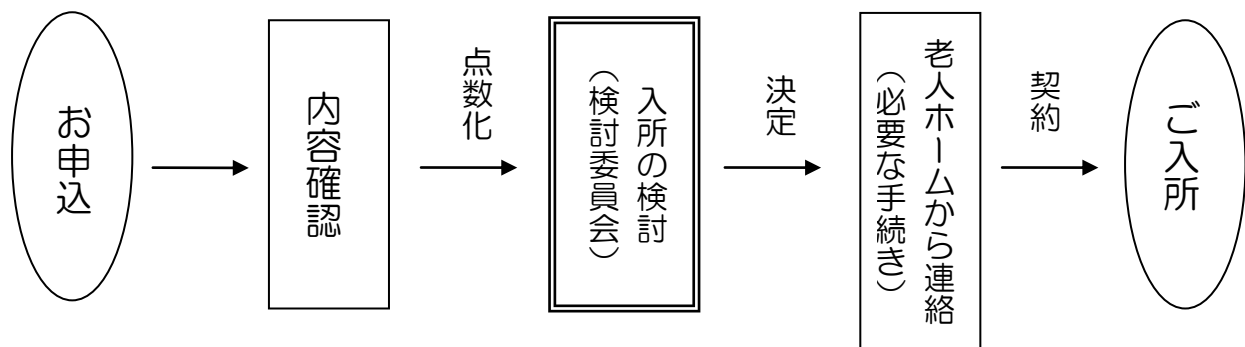 お申込
内容確認
点数化
入所の検討
（検討委員会）
決定
老人ホームから連絡
（必要な手続き）
契約
ご入所